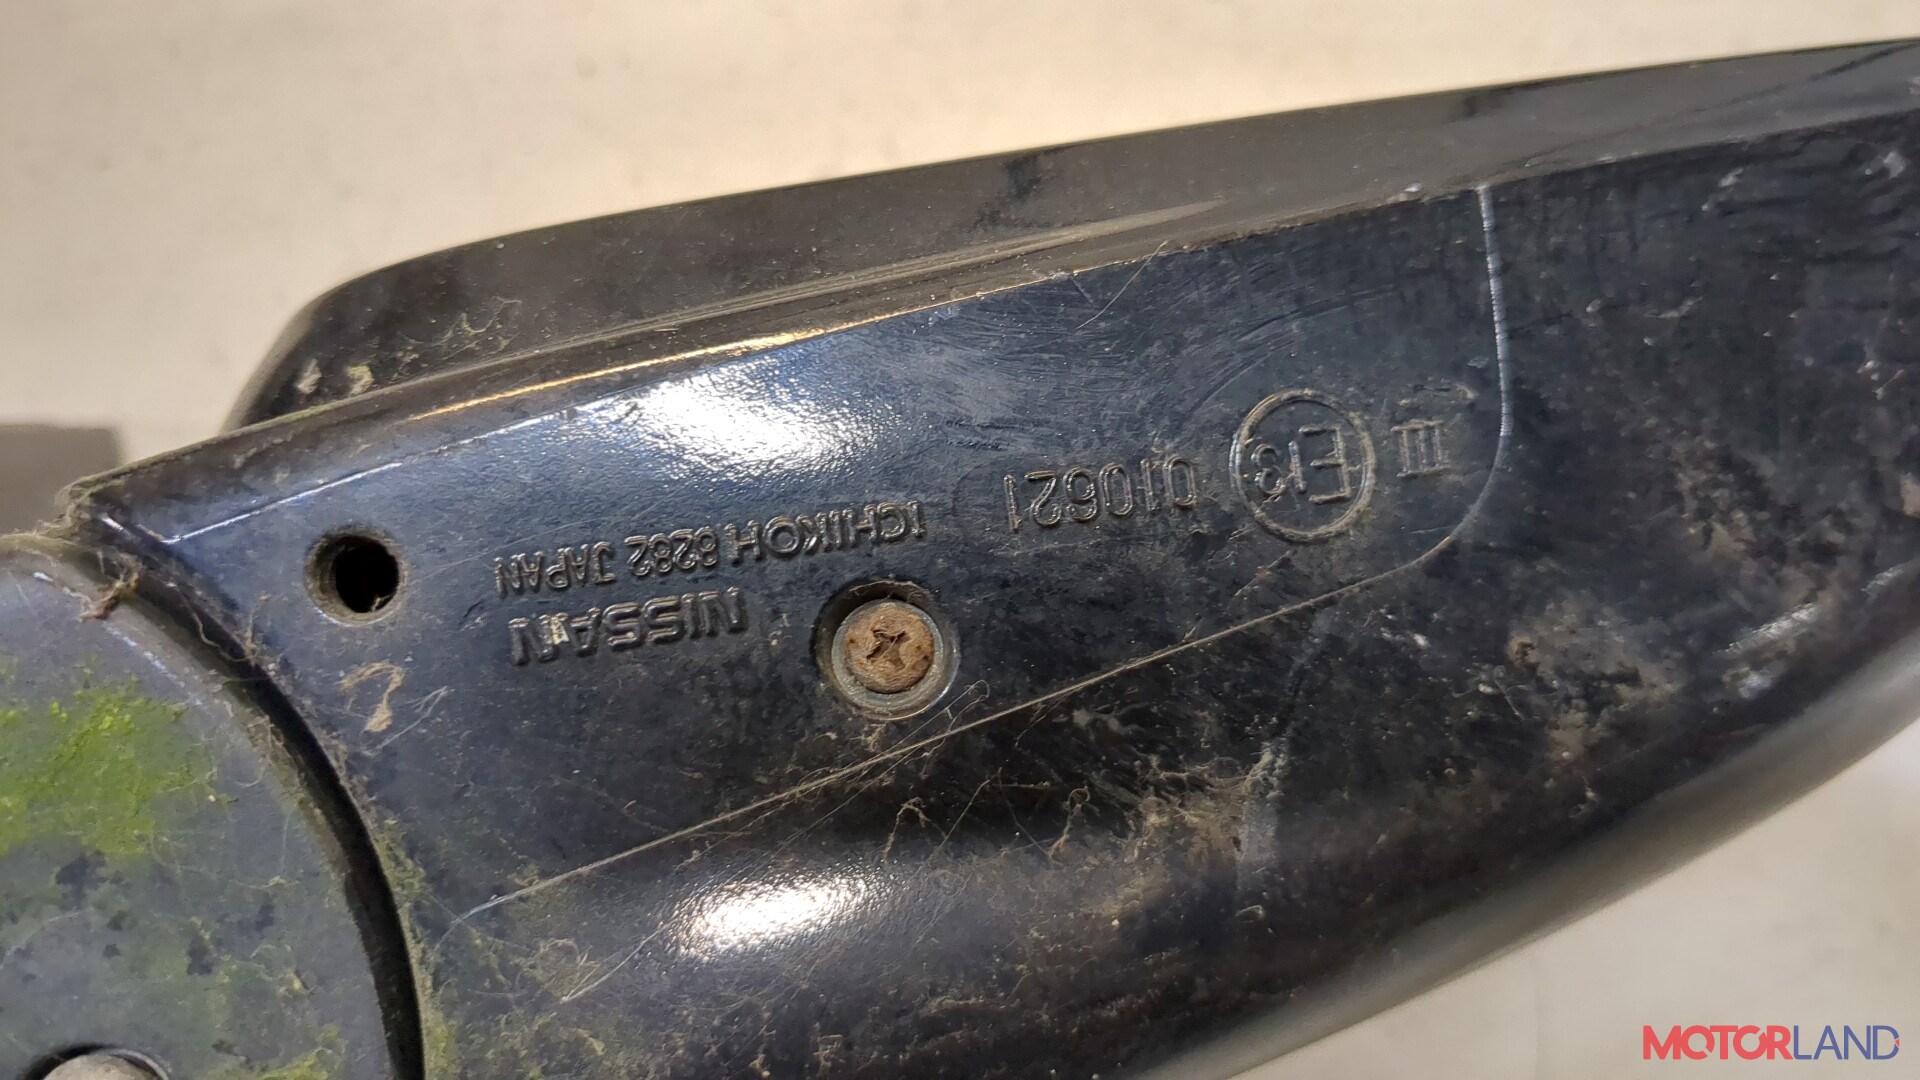 NISSAN
ICHIKOH 8282 JAPAN
III E13 010621
MOTORLAND